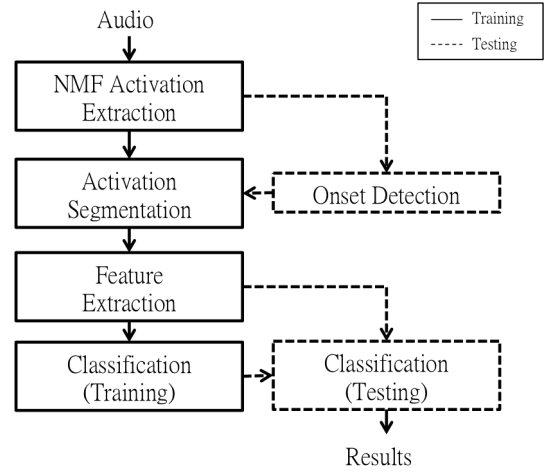 Audio
Training
Testing
NMF Activation
Extraction
Activation
Segmentation
Onset Detection
Feature
Extraction
Classification
(Training)
Classification
(Testing)
Results